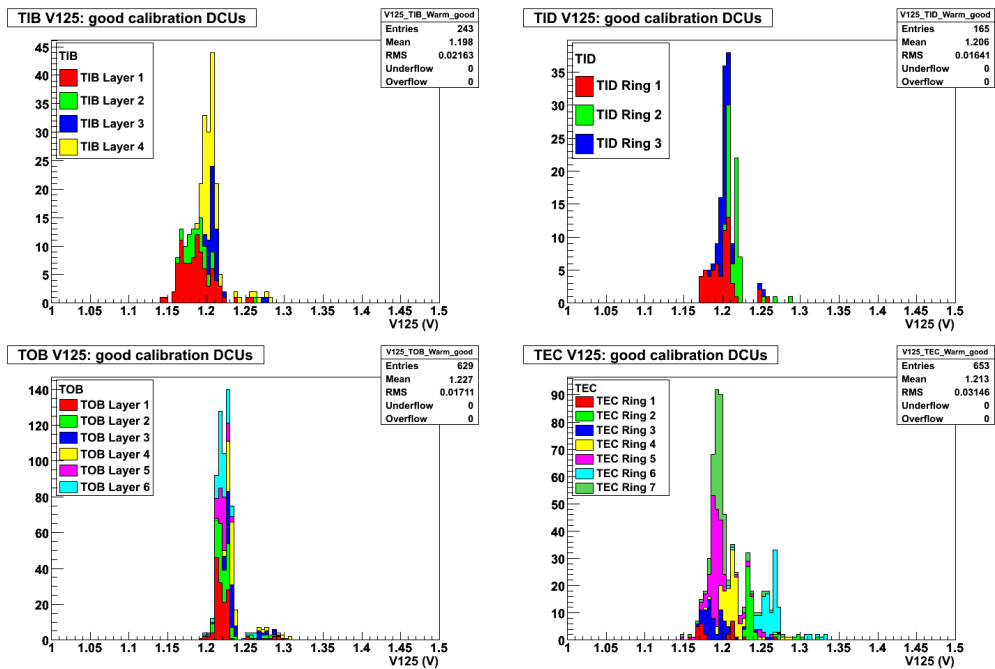 TIB V125: good calibration DCUs
V125_TIB_Warm_good
Entries 243
Mean 1.198
RMS 0.02163
Underflow 0
Overflow 0
TIB
TIB Layer 1
TIB Layer 2
TIB Layer 3
TIB Layer 4
45
40
35
30
25
20
15
10
5
0
1 1.05 1.1 1.15 1.2 1.25 1.3 1.35 1.4 1.45 1.5
V125 (V)
TID V125: good calibration DCUs
V125_TID_Warm_good
Entries 165
Mean 1.206
RMS 0.01641
Underflow 0
Overflow 0
TID
TID Ring 1
TID Ring 2
TID Ring 3
35
30
25
20
15
10
5
0
1 1.05 1.1 1.15 1.2 1.25 1.3 1.35 1.4 1.45 1.5
V125 (V)
TOB V125: good calibration DCUs
V125_TOB_Warm_good
Entries 629
Mean 1.227
RMS 0.01711
Underflow 0
Overflow 0
TOB
TOB Layer 1
TOB Layer 2
TOB Layer 3
TOB Layer 4
TOB Layer 5
TOB Layer 6
140
120
100
80
60
40
20
0
1 1.05 1.1 1.15 1.2 1.25 1.3 1.35 1.4 1.45 1.5
V125 (V)
TEC V125: good calibration DCUs
V125_TEC_Warm_good
Entries 653
Mean 1.213
RMS 0.03146
Underflow 0
Overflow 0
TEC
TEC Ring 1
TEC Ring 2
TEC Ring 3
TEC Ring 4
TEC Ring 5
TEC Ring 6
TEC Ring 7
90
80
70
60
50
40
30
20
10
0
1 1.05 1.1 1.15 1.2 1.25 1.3 1.35 1.4 1.45 1.5
V125 (V)